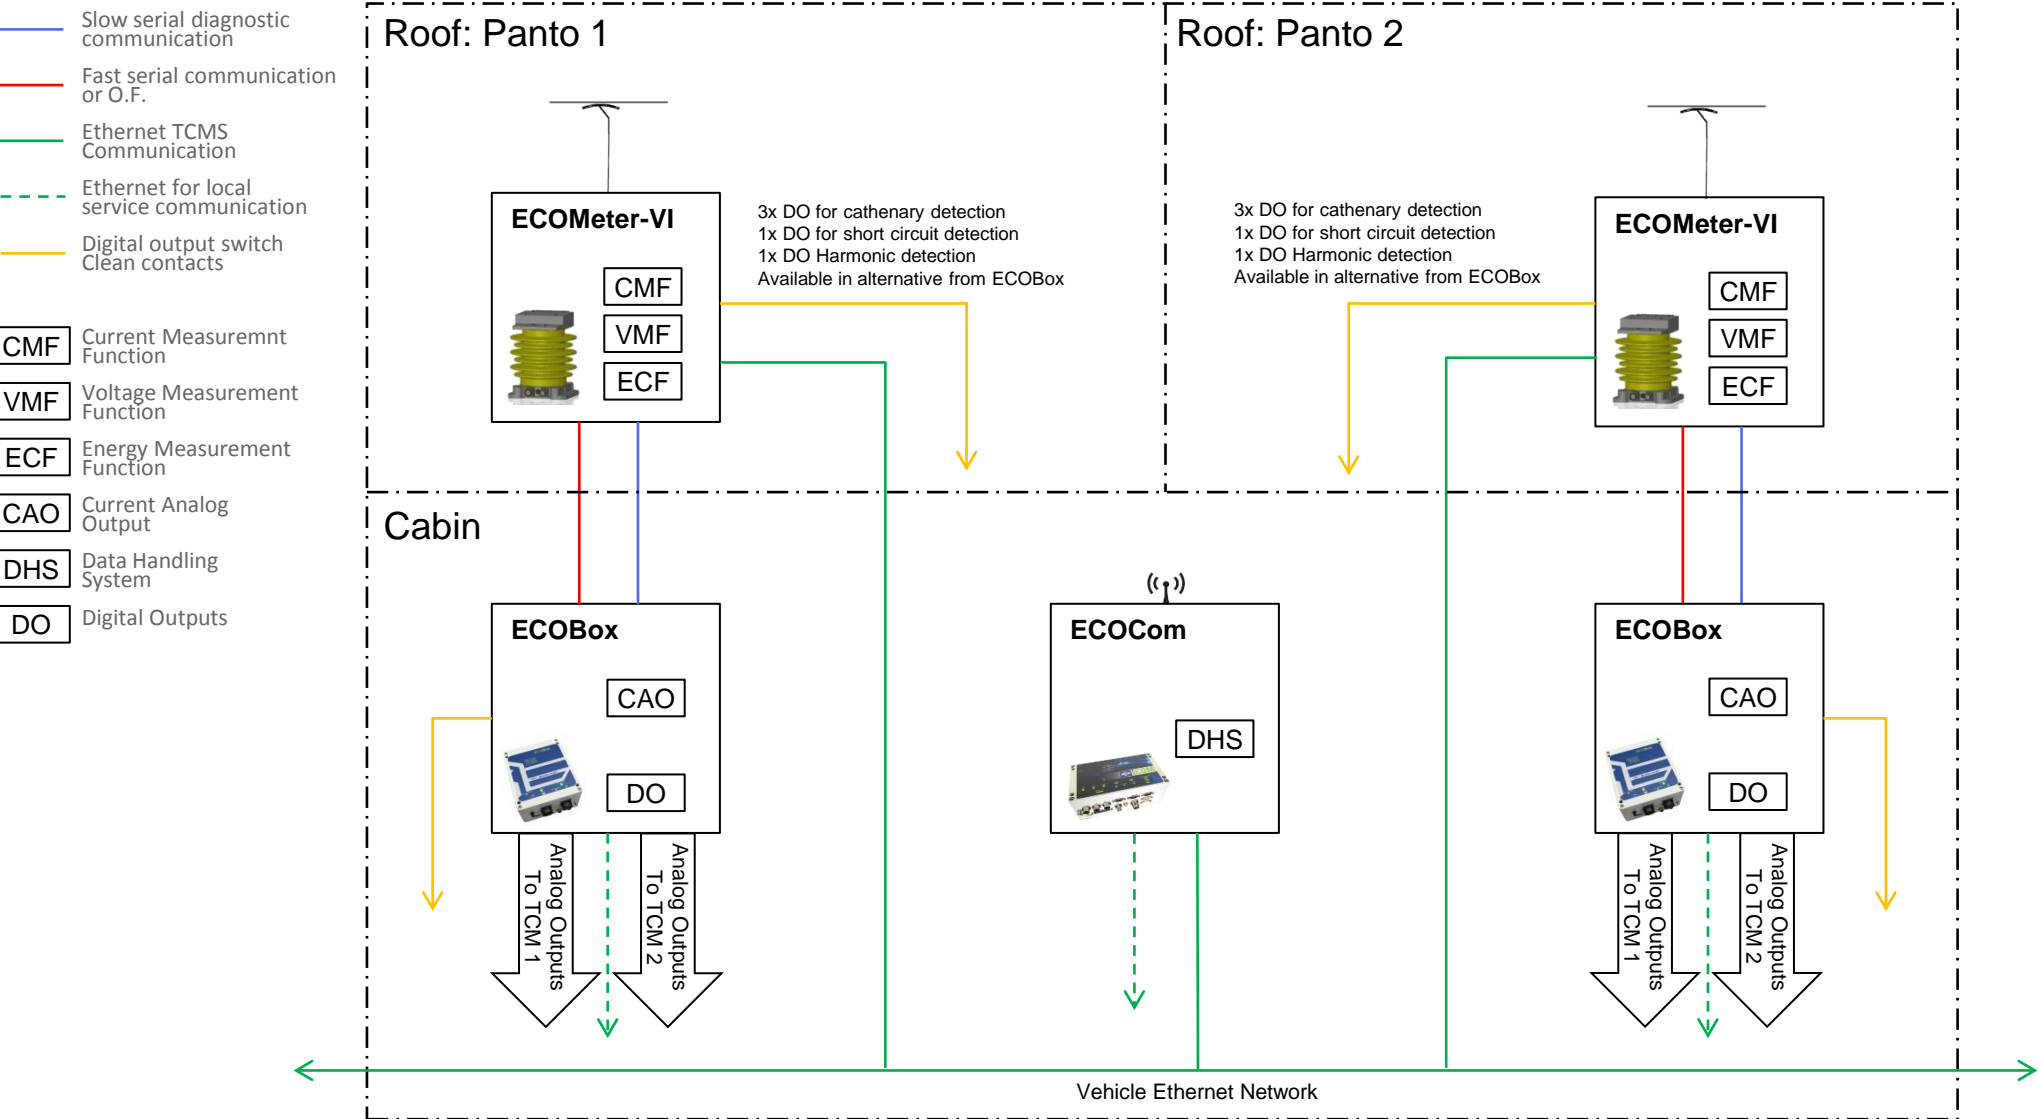 Slow serial diagnostic
communication
Fast serial communication
or O.F.
Ethernet TCMS
Communication
Ethernet for local
service communication
Digital output switch
Clean contacts
CMF
Current Measuremnt
Function
VMF
Voltage Measurement
Function
ECF
Energy Measurement
Function
CAO
Current Analog
Output
DHS
Data Handling
System
DO
Digital Outputs
Roof: Panto 1
ECOMeter-VI
CMF
VMF
ECF
3x DO for cathenary detection
1x DO for short circuit detection
1x DO Harmonic detection
Available in alternative from ECOBox
Roof: Panto 2
3x DO for cathenary detection
1x DO for short circuit detection
1x DO Harmonic detection
Available in alternative from ECOBox
ECOMeter-VI
CMF
VMF
ECF
Cabin
ECOBox
CAO
DO
Analog Outputs
To TCM 1
Analog Outputs
To TCM 2
ECOCom
DHS
ECOBox
CAO
DO
Analog Outputs
To TCM 1
Analog Outputs
To TCM 2
Vehicle Ethernet Network